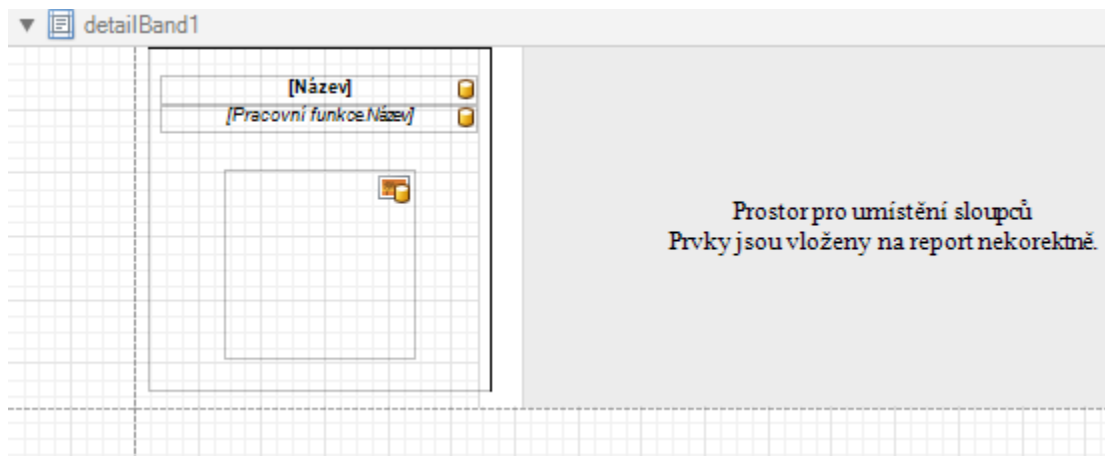 detailBand1
[Název]
[Pracovní funkce.Název]
Prostor pro umístění sloupců
Prvky jsou vloženy na report nekorektně.